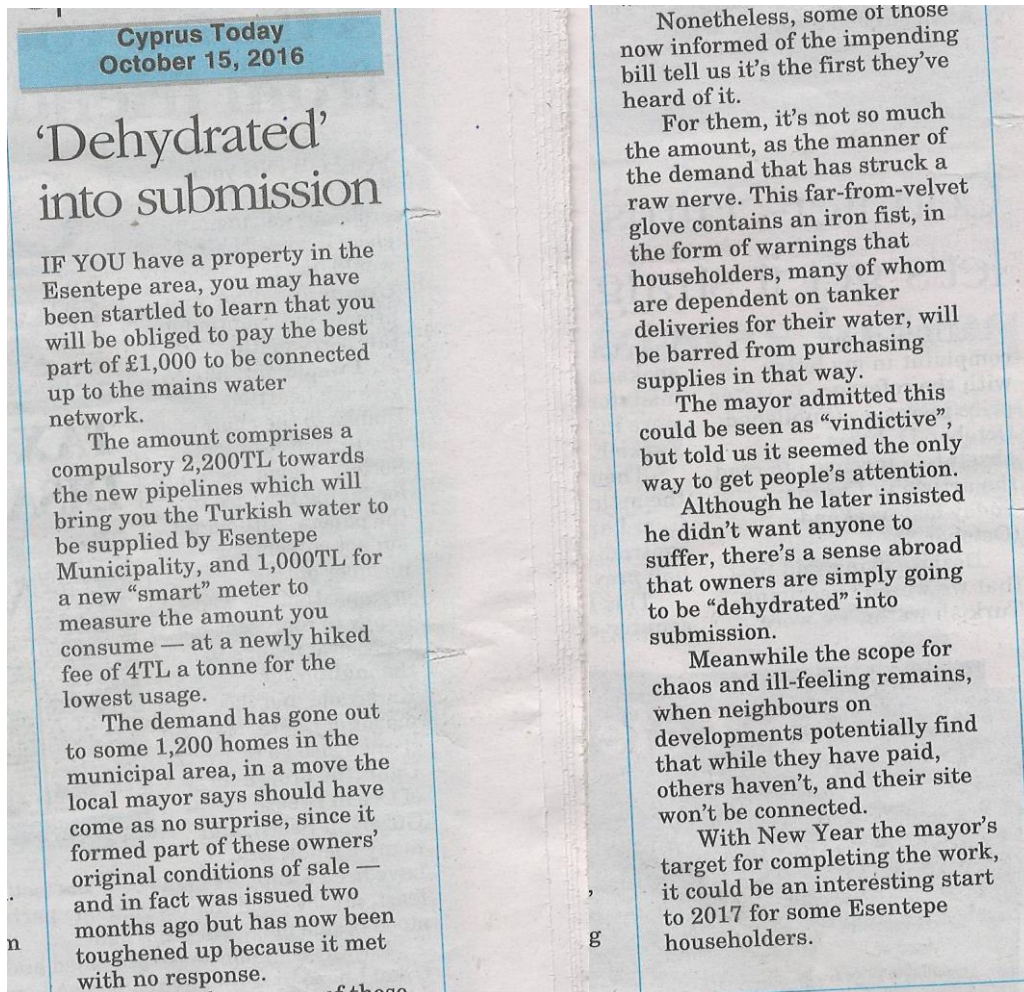 Cyprus Today
October 15, 2016
‘Dehydrated’
into submission
IF YOU have a property in the
Esentepe area, you may have
been startled to learn that you
will be obliged to pay the best
part of £1,000 to be connected
up to the mains water
network.
The amount comprises a
compulsory 2,200TL towards
the new pipelines which will
bring you the Turkish water to
be supplied by Esentepe
Municipality, and 1,000TL for
a new “smart” meter to
measure the amount you
consume — at a newly hiked
fee of 4TL a tonne for the
lowest usage.
The demand has gone out
to some 1,200 homes in the
municipal area, in a move the
local mayor says should have
come as no surprise, since it
formed part of these owners’
original conditions of sale —
and in fact was issued two
months ago but has now been
toughened up because it met
with no response.
Nonetheless, some of those
now informed of the impending
bill tell us it’s the first they’ve
heard of it.
For them, it’s not so much
the amount, as the manner of
the demand that has struck a
raw nerve. This far-from-velvet
glove contains an iron fist, in
the form of warnings that
householders, many of whom
are dependent on tanker
deliveries for their water, will
be barred from purchasing
supplies in that way.
The mayor admitted this
could be seen as “vindictive”,
but told us it seemed the only
way to get people’s attention.
Although he later insisted
he didn’t want anyone to
suffer, there’s a sense abroad
that owners are simply going
to be “dehydrated” into
submission.
Meanwhile the scope for
chaos and ill-feeling remains,
when neighbours on
developments potentially find
that while they have paid,
others haven’t, and their site
won’t be connected.
With New Year the mayor’s
target for completing the work,
it could be an interesting start
to 2017 for some Esentepe
householders.